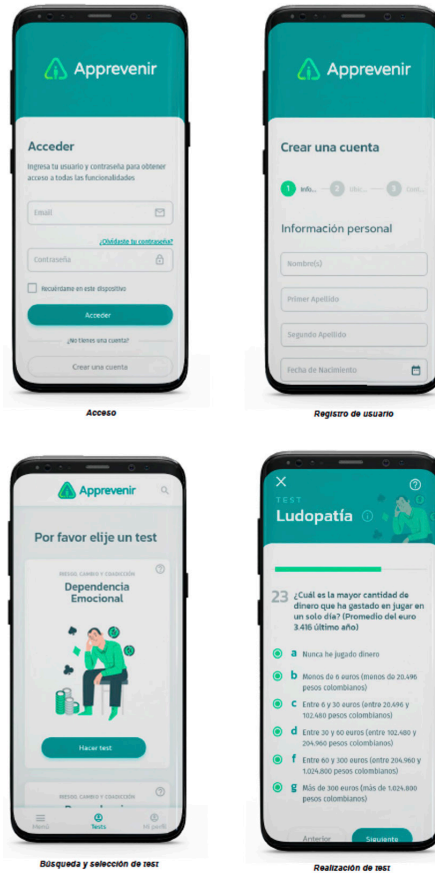 Apprevenir
Acceder
Ingresa tu usuario y contraseña para obtener
acceso a todas las funcionalidades
Email
¿Olvidaste tu contraseña?
Contraseña
Recuérdame en este dispositivo
Acceder
¿No tienes una cuenta?
Crear una cuenta
Acceso
Apprevenir
Crear una cuenta
1 Info... 2 3
Información personal
Nombre(s)
Primer Apellido
Segundo Apellido
Fecha de Nacimiento
Registro de usuario
Apprevenir
Por favor elije un test
Dependencia
Emocional
Hacer test
Menú Tests Mi perfil
Búsqueda y selección de test
TEST
Ludopatía
23 ¿Cuál es la mayor cantidad de
dinero que ha gastado en jugar en
un solo día? (Promedio del euro
3.416 último año)
a Nunca he jugado dinero
b Menos de 6 euros (menos de 20.496
pesos colombianos)
c Entre 6 y 30 euros (entre 20,496 y
102.480 pesos colombianos)
d Entre 30 y 60 euros (entre 102.480 y
204,960 pesos colombianos)
f Entre 60 y 300 euros (entre 204,960 y
1.024.800 pesos colombianos)
g Más de 300 euros (más de 1.024.800
pesos colombianos)
Anterior Siguiente
Realización de test